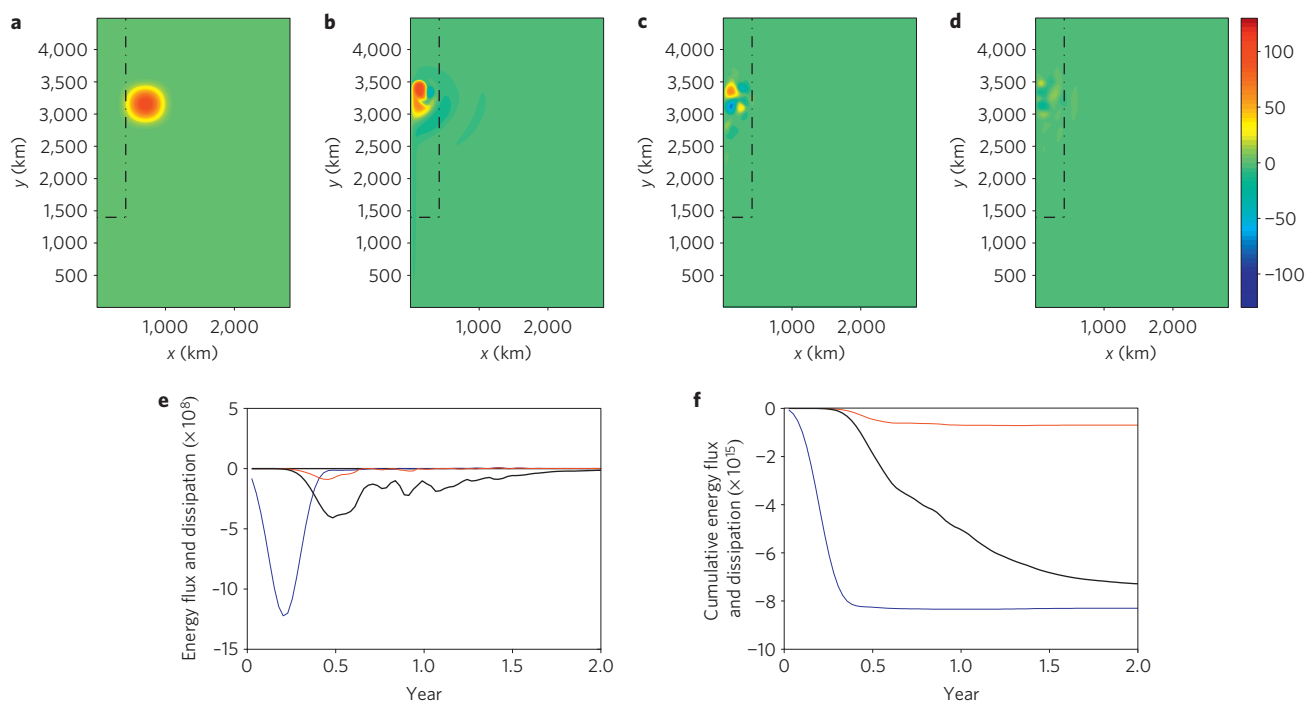 a
4,000
3,500
3,000
2,500
2,000
1,500
1,000
500
y (km)
1,000 2,000
x (km)
b
4,000
3,500
3,000
2,500
2,000
1,500
1,000
500
y (km)
1,000 2,000
x (km)
c
4,000
3,500
3,000
2,500
2,000
1,500
1,000
500
y (km)
1,000 2,000
x (km)
d
4,000
3,500
3,000
2,500
2,000
1,500
1,000
500
y (km)
1,000 2,000
x (km)
100
50
0
−50
−100
e
5
0
−5
−10
−15
Energy flux and dissipation (×10⁸)
0 0.5 1.0 1.5 2.0
Year
f
0
−2
−4
−6
−8
−10
Cumulative energy flux
and dissipation (×10¹⁵)
0 0.5 1.0 1.5 2.0
Year